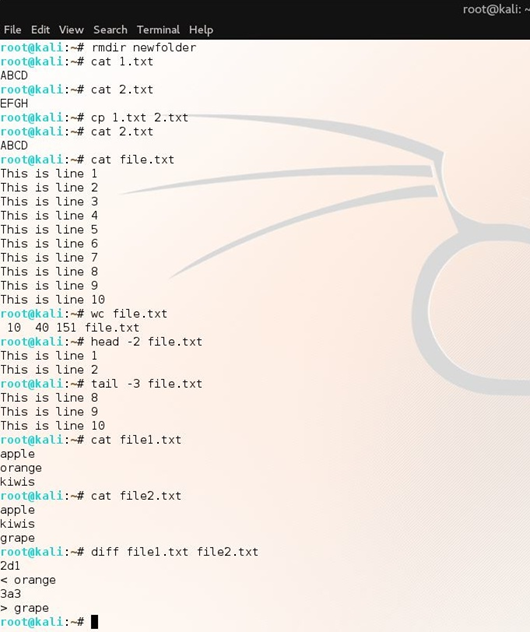 root@kali: ~
File Edit View Search Terminal Help
root@kali:~# rmdir newfolder
root@kali:~# cat 1.txt
ABCD
root@kali:~# cat 2.txt
EFGH
root@kali:~# cp 1.txt 2.txt
root@kali:~# cat 2.txt
ABCD
root@kali:~# cat file.txt
This is line 1
This is line 2
This is line 3
This is line 4
This is line 5
This is line 6
This is line 7
This is line 8
This is line 9
This is line 10
root@kali:~# wc file.txt
 10  40 151 file.txt
root@kali:~# head -2 file.txt
This is line 1
This is line 2
root@kali:~# tail -3 file.txt
This is line 8
This is line 9
This is line 10
root@kali:~# cat file1.txt
apple
orange
kiwis
root@kali:~# cat file2.txt
apple
kiwis
grape
root@kali:~# diff file1.txt file2.txt
2d1
< orange
3a3
> grape
root@kali:~#